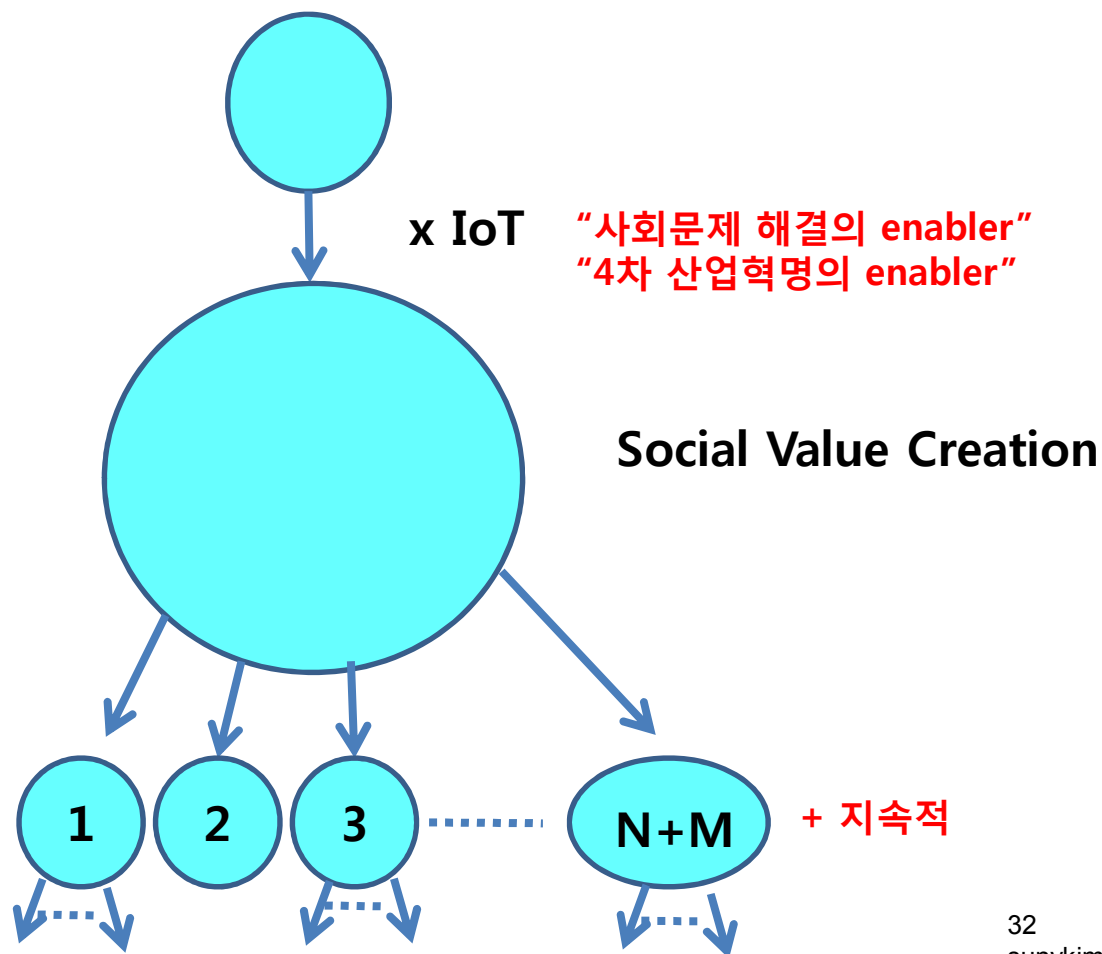 x IoT
“사회문제 해결의 enabler”
“4차 산업혁명의 enabler”
Social Value Creation
1 2 3 N+M
+ 지속적
32